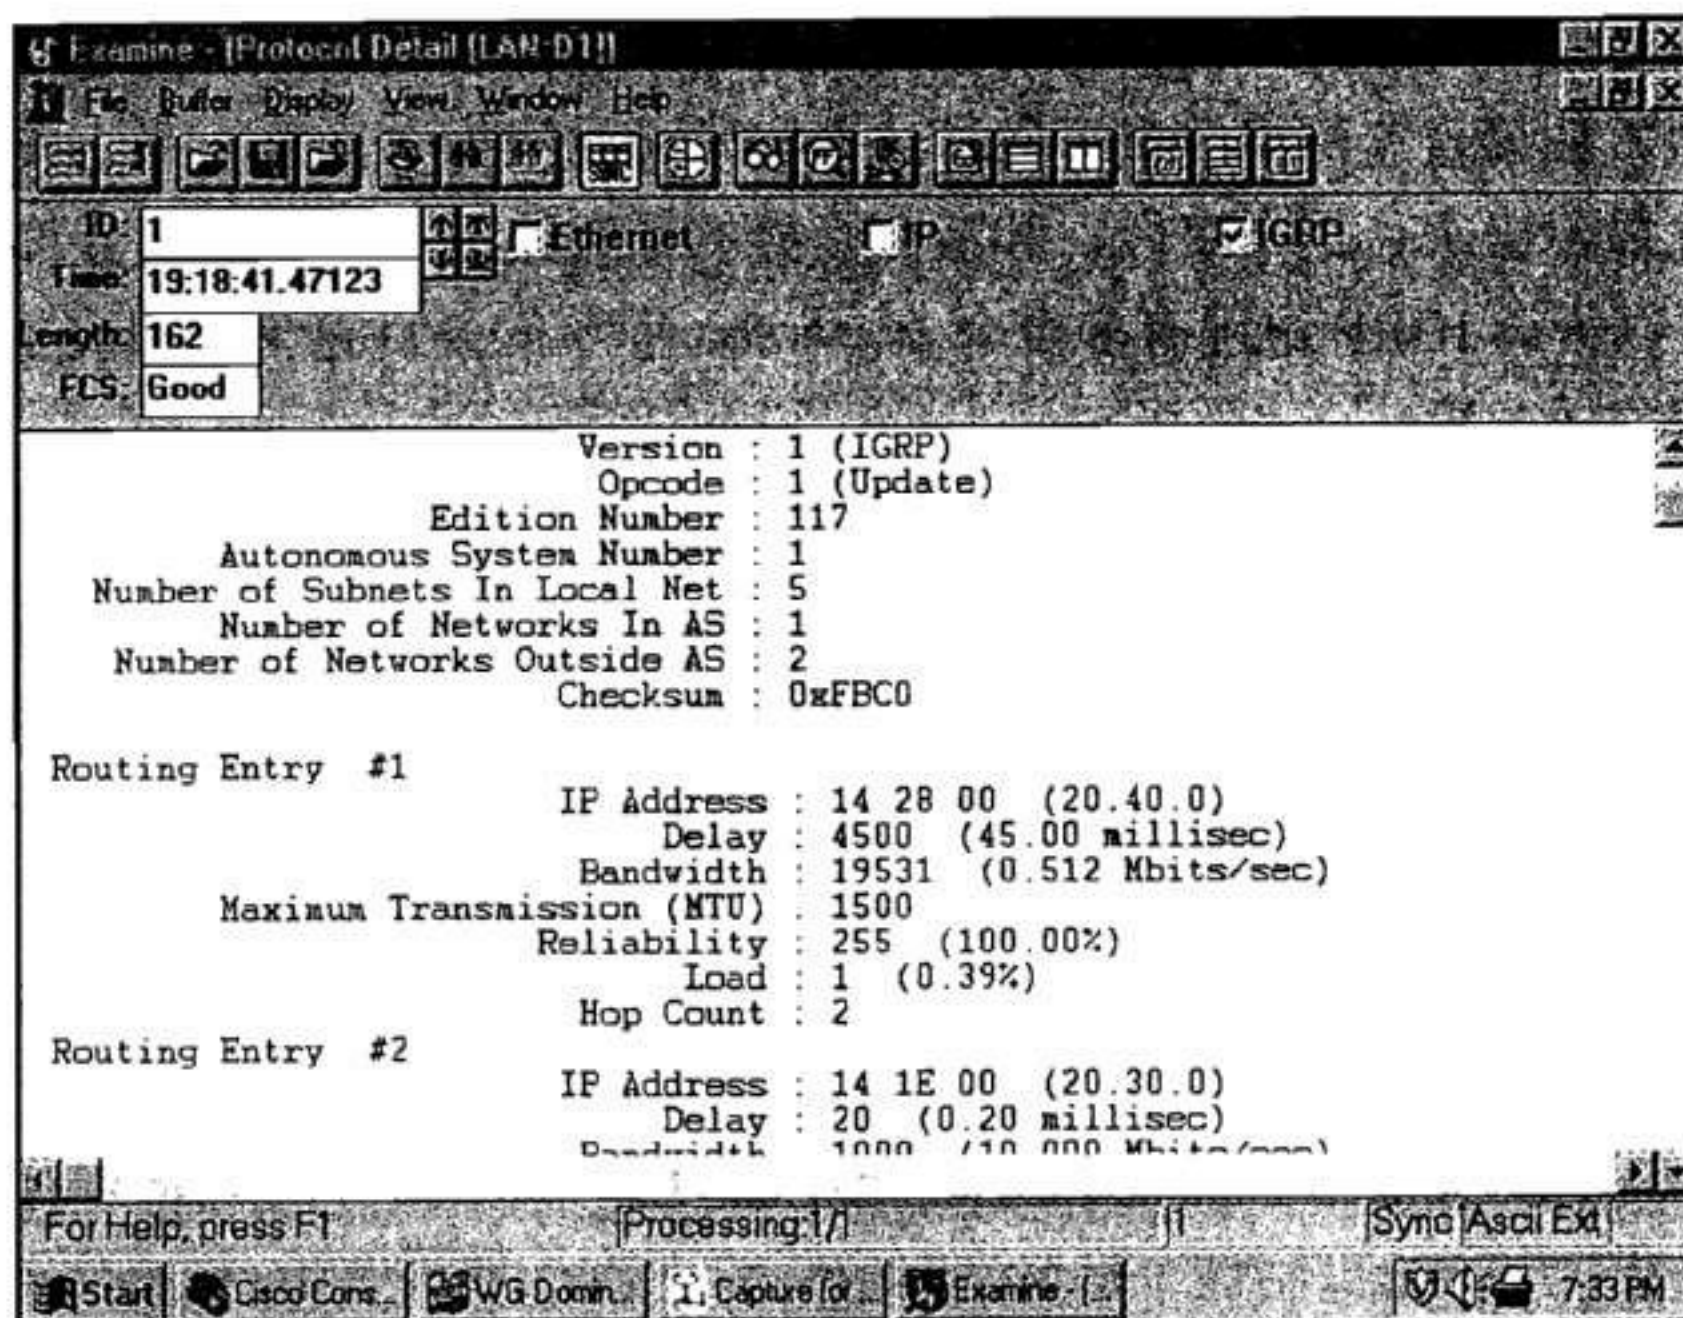 Examine - [Protocol Detail (LAN-D1)]
File Buffer Display View Window Help
SYNC
ID: 1
Ethernet IP IGRP
Time: 19:18:41.47123
Length: 162
FCS: Good
Version : 1 (IGRP)
Opcode : 1 (Update)
Edition Number : 117
Autonomous System Number : 1
Number of Subnets In Local Net : 5
Number of Networks In AS : 1
Number of Networks Outside AS : 2
Checksum : 0xFBC0
Routing Entry #1
IP Address : 14 28 00 (20.40.0)
Delay : 4500 (45.00 millisec)
Bandwidth : 19531 (0.512 Mbits/sec)
Maximum Transmission (MTU) : 1500
Reliability : 255 (100.00%)
Load : 1 (0.39%)
Hop Count : 2
Routing Entry #2
IP Address : 14 1E 00 (20.30.0)
Delay : 20 (0.20 millisec)
Bandwidth : 1000 (10.000 Mbits/sec)
For Help, press F1 Processing:1/1 1 Sync Ascii Ext
Start Cisco Cons... WG Domin... Capture for ... Examine - [... 7:33 PM